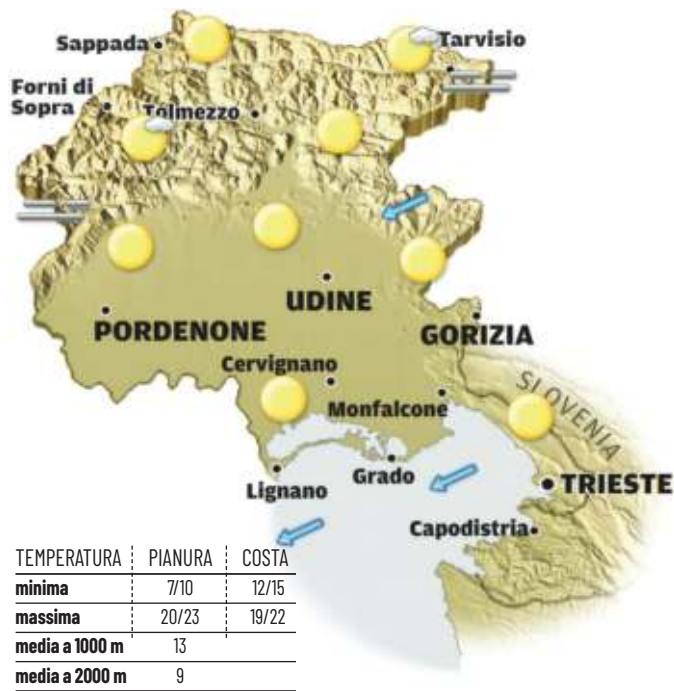 Sappada
Tarvisio
Forni di
Sopra
Tolmezzo
UDINE
PORDENONE
GORIZIA
Cervignano
SLOVENIA
Monfalcone
Grado
TRIESTE
Lignano
Capodistria
TEMPERATURA PIANURA COSTA
minima 7/10 12/15
massima 20/23 19/22
media a 1000 m 13
media a 2000 m 9